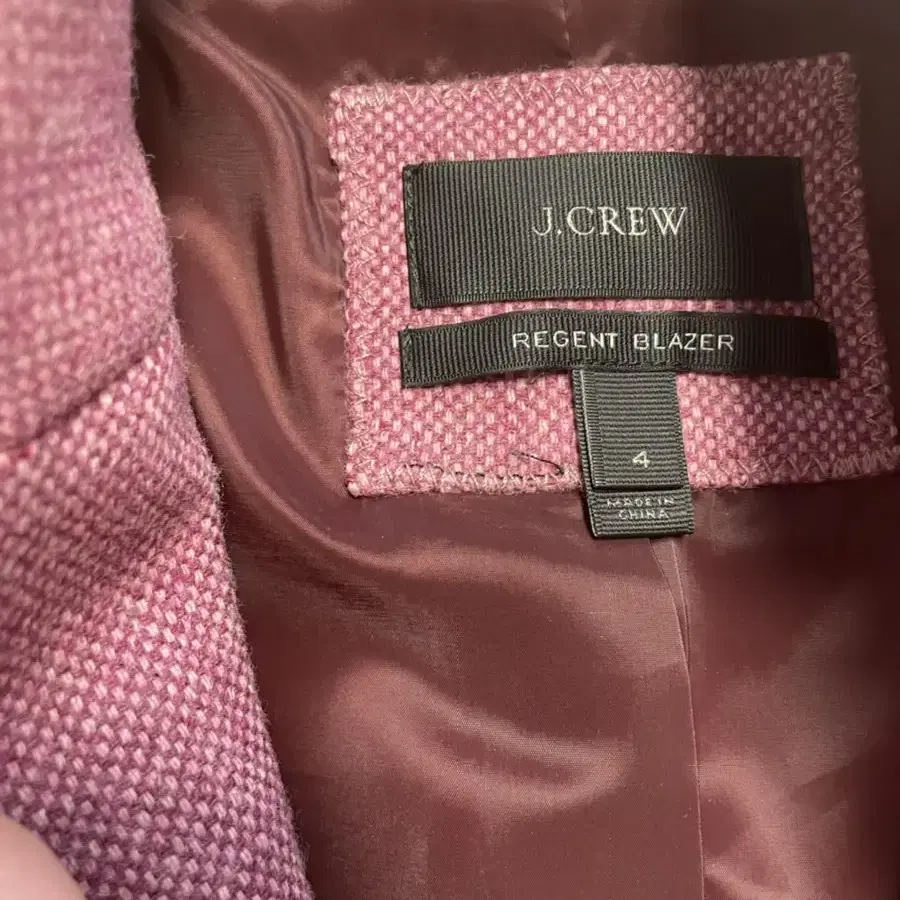 J.CREW
REGENT BLAZER
4
MADE IN
CHINA